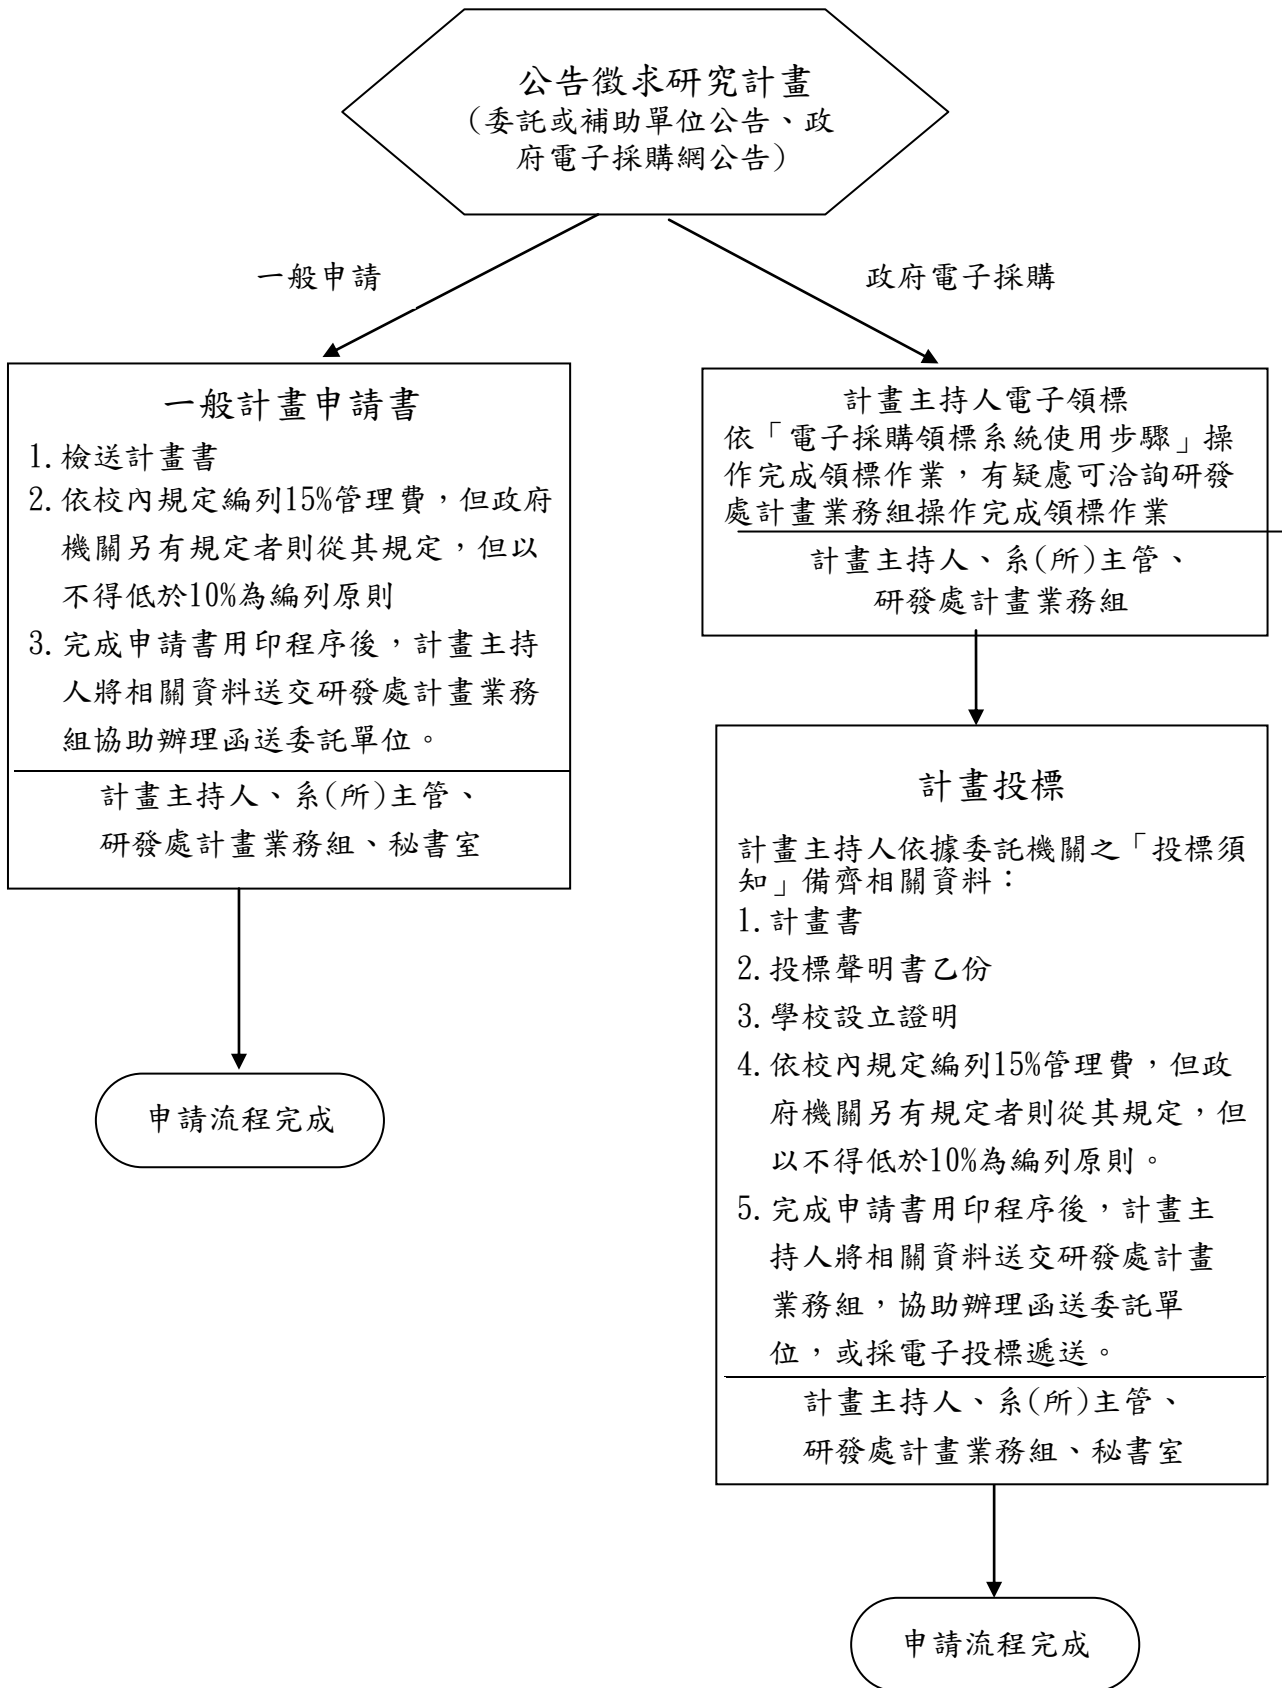 公告徵求研究計畫
(委託或補助單位公告、政
府電子採購網公告)
一般申請
政府電子採購
一般計畫申請書
1.檢送計畫書
2.依校內規定編列15%管理費，但政府
機關另有規定者則從其規定，但以
不得低於10%為編列原則
3.完成申請書用印程序後，計畫主持
人將相關資料送交研發處計畫業務
組協助辦理函送委託單位。
計畫主持人、系(所)主管、
研發處計畫業務組、秘書室
申請流程完成
計畫主持人電子領標
依「電子採購領標系統使用步驟」操
作完成領標作業，有疑慮可洽詢研發
處計畫業務組操作完成領標作業
計畫主持人、系(所)主管、
研發處計畫業務組
計畫投標
計畫主持人依據委託機關之「投標須
知」備齊相關資料：
1.計畫書
2.投標聲明書乙份
3.學校設立證明
4.依校內規定編列15%管理費，但政
府機關另有規定者則從其規定，但
以不得低於10%為編列原則。
5.完成申請書用印程序後，計畫主
持人將相關資料送交研發處計畫
業務組，協助辦理函送委託單
位，或採電子投標遞送。
計畫主持人、系(所)主管、
研發處計畫業務組、秘書室
申請流程完成